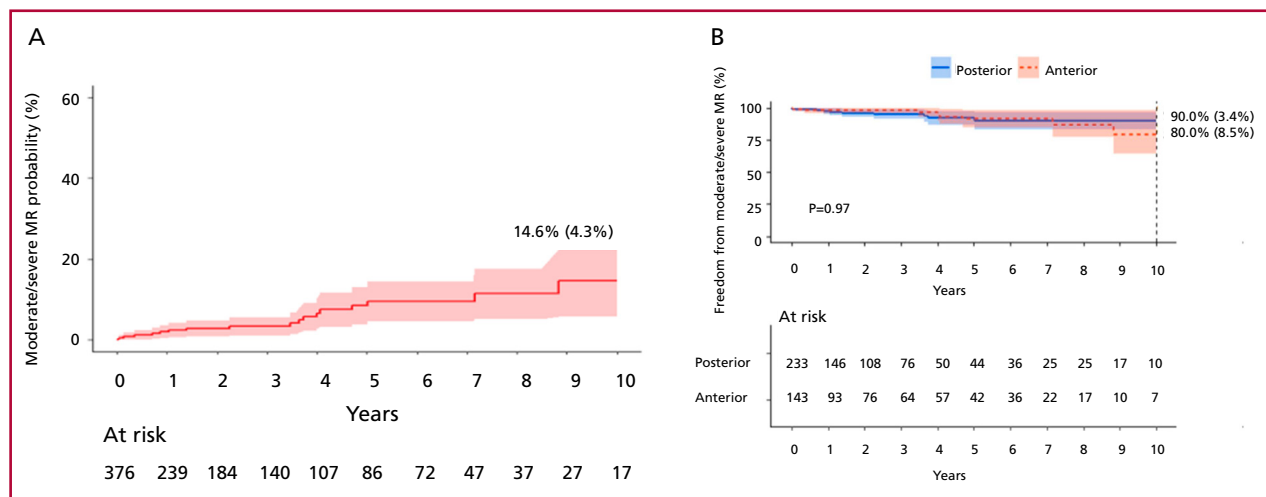 A
Moderate/severe MR probability (%)
60
40
20
0
14.6% (4.3%)
0 1 2 3 4 5 6 7 8 9 10
Years
At risk
376 239 184 140 107 86 72 47 37 27 17
B
Posterior Anterior
Freedom from moderate/severe MR (%)
100
75
50
25
0
90.0% (3.4%)
80.0% (8.5%)
P=0.97
0 1 2 3 4 5 6 7 8 9 10
Years
At risk
Posterior 233 146 108 76 50 44 36 25 25 17 10
Anterior 143 93 76 64 57 42 36 22 17 10 7
0 1 2 3 4 5 6 7 8 9 10
Years